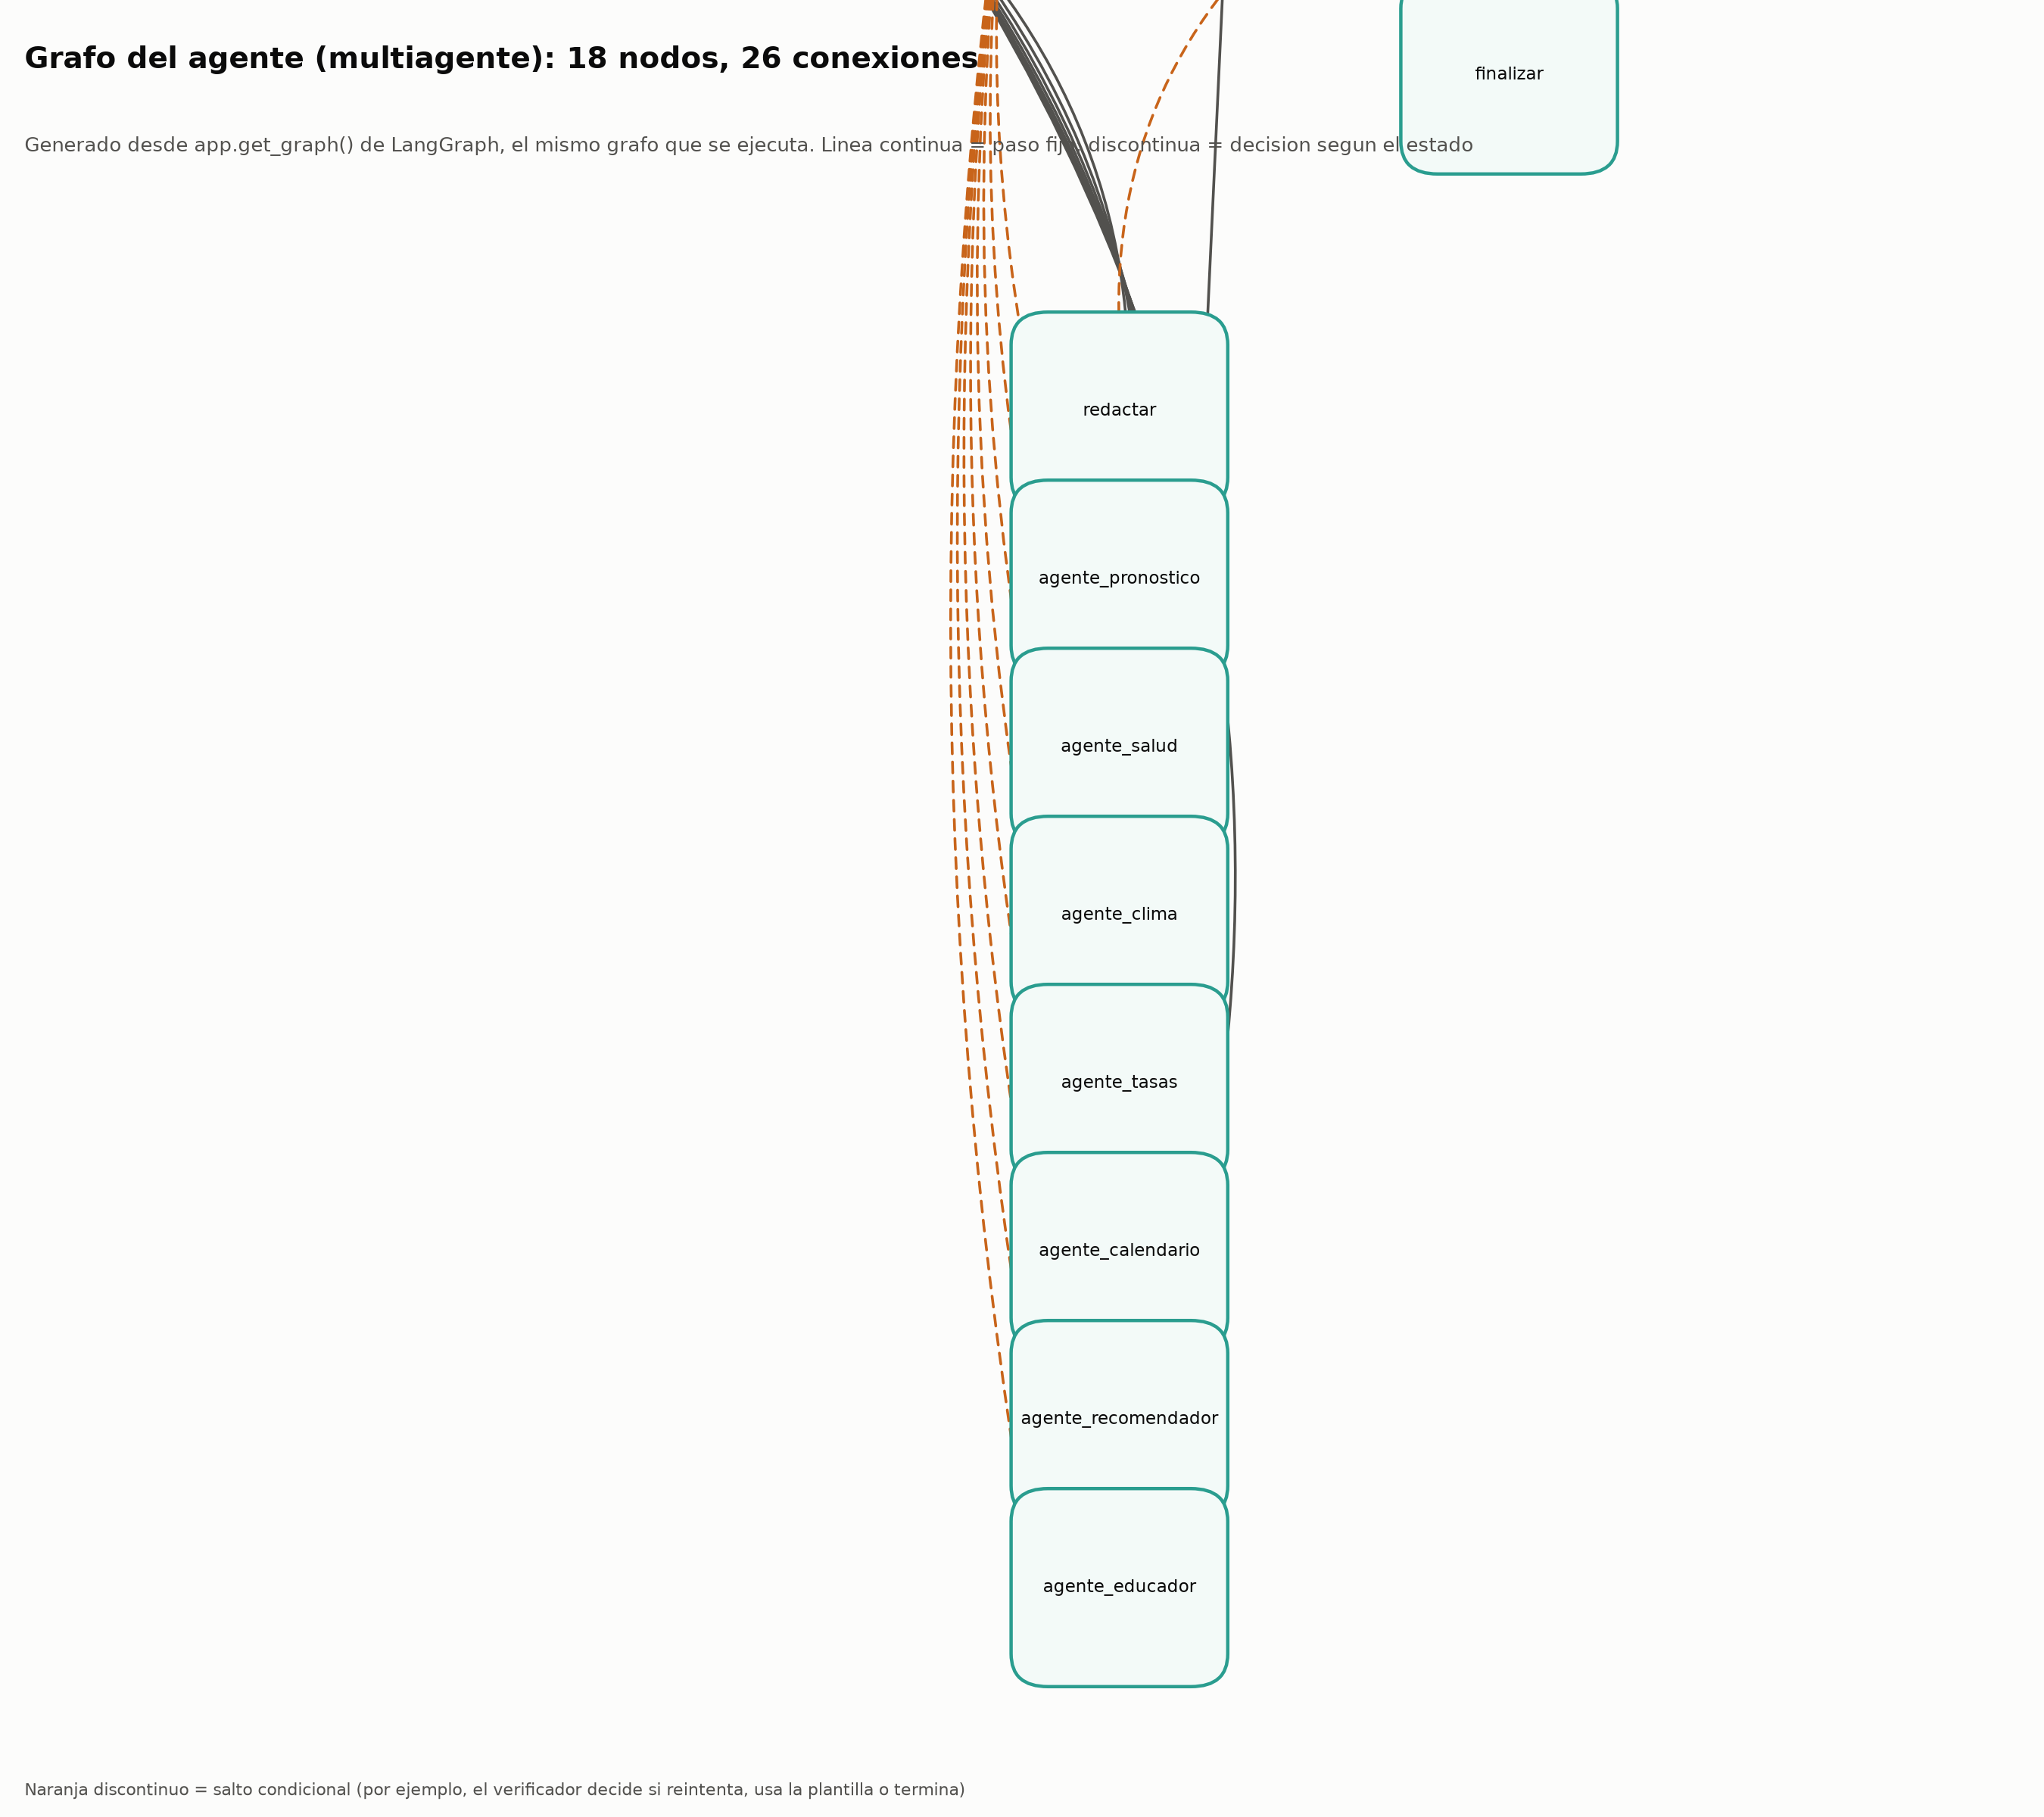 Grafo del agente (multiagente): 18 nodos, 26 conexiones
finalizar
Generado desde app.get_graph() de LangGraph, el mismo grafo que se ejecuta. Linea continua = paso fijo, discontinua = decision segun el estado
redactar
agente_pronostico
agente_salud
agente_clima
agente_tasas
agente_calendario
agente_recomendador
agente_educador
Naranja discontinuo = salto condicional (por ejemplo, el verificador decide si reintenta, usa la plantilla o termina)